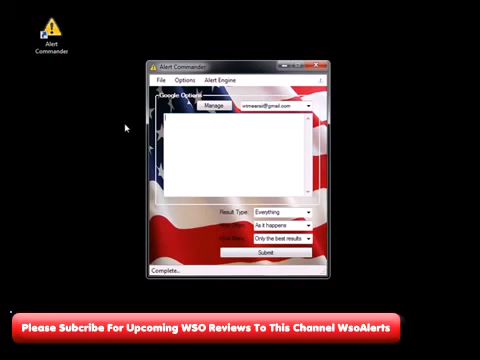 Alert
Commander
Alert Commander
File Options Alert Engine
Google Options
Manage
Result Type: Everything
As it happens
Only the best results
Submit
Complete..
Please Subcribe For Upcoming WSO Reviews To This Channel WsoAlerts